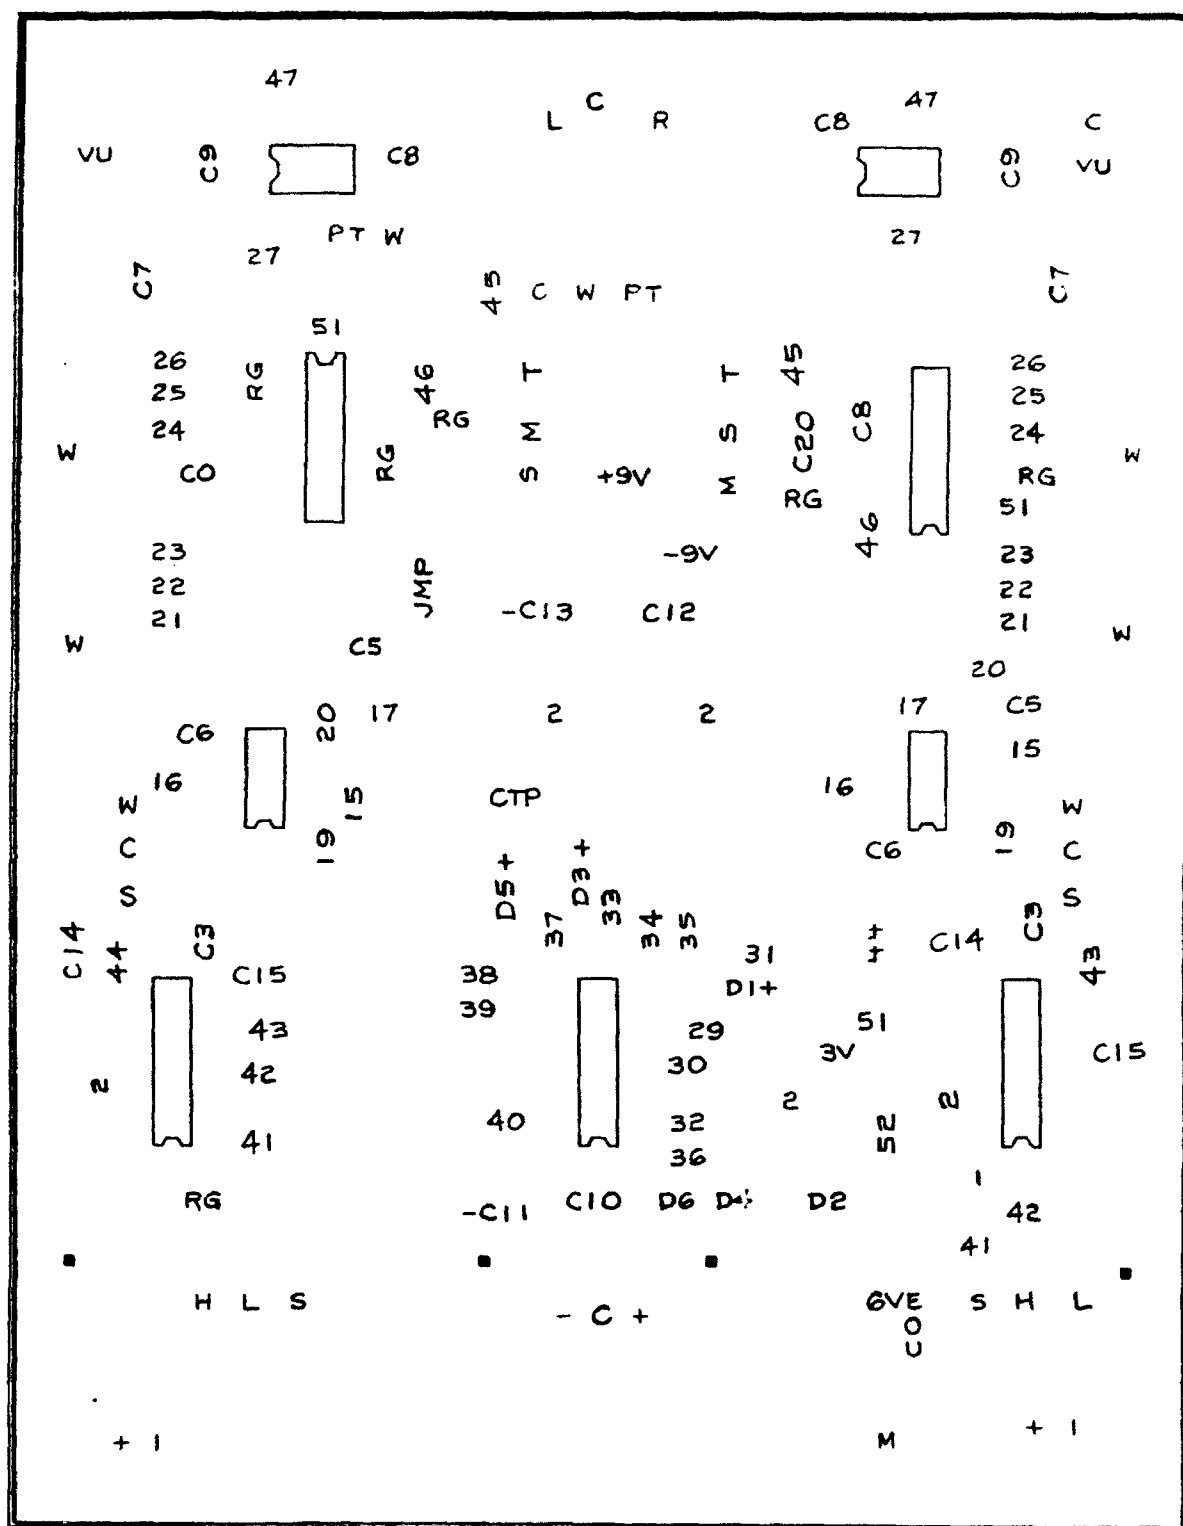 47
L C R
C8 47 C
VU C9 C8
C9 VU
PT W
27
27
C7 45 C W PT C7
51
26 RG 46 T T 45 26
25 25
24 RG M S C20 C8 24
W W
CO RG S +9V M RG RG
51
23 -9V 46 23
22 JMP 22
21 -C13 C12 21
W C5 W
20
C6 20 17 2 2 17 C5
15
16 15 CTP 16
W W
C 19 C6 19 C
S D5+ D3+ S
C14 44 C3 37 33 34 35 44 C14 C3 43
C15 38 31
D1+
39
43 29 51
3V C15
42 30
2 2 2
41 40 32 52
36
1
RG -C11 C10 D6 D2 42
41
H L S - C + GVE S H L
CO
+ 1 M + 1